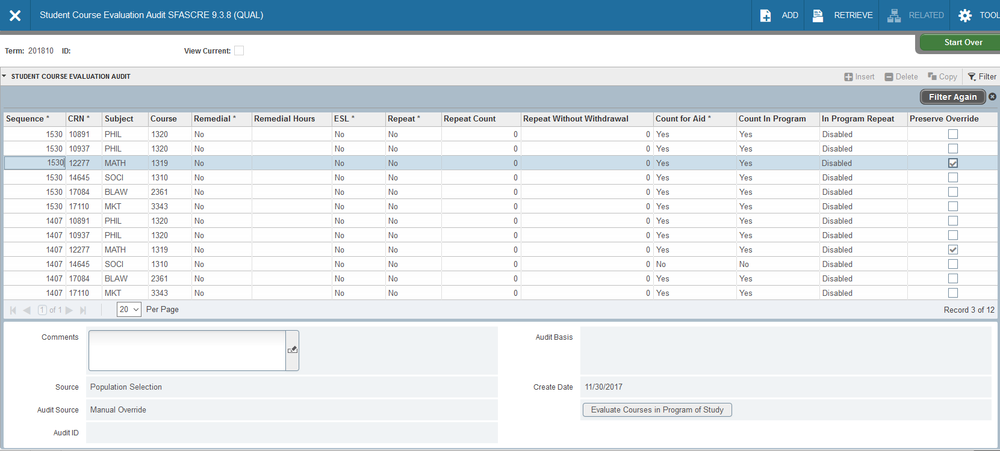 Student Course Evaluation Audit SFASCRE 9.3.8 (QUAL) ADD RETRIEVE RELATED TOOL
Start Over
Term: 201810 ID: View Current:
STUDENT COURSE EVALUATION AUDIT Insert Delete Copy Filter
Filter Again
Sequence * CRN * Subject Course Remedial * Remedial Hours ESL * Repeat * Repeat Count Repeat Without Withdrawal Count for Aid * Count In Program In Program Repeat Preserve Override
1530 10891 PHIL 1320 No No No 0 0 Yes Yes Disabled
1530 10937 PHIL 1320 No No No 0 0 Yes Yes Disabled
1530 12277 MATH 1319 No No No 0 0 Yes Yes Disabled
1530 14645 SOCI 1310 No No No 0 0 Yes Yes Disabled
1530 17084 BLAW 2361 No No No 0 0 Yes Yes Disabled
1530 17110 MKT 3343 No No No 0 0 Yes Yes Disabled
1407 10891 PHIL 1320 No No No 0 0 Yes Yes Disabled
1407 10937 PHIL 1320 No No No 0 0 Yes Yes Disabled
1407 12277 MATH 1319 No No No 0 0 Yes Yes Disabled
1407 14645 SOCI 1310 No No No 0 0 No No Disabled
1407 17084 BLAW 2361 No No No 0 0 Yes Yes Disabled
1407 17110 MKT 3343 No No No 0 0 Yes Yes Disabled
1 of 1 20 Per Page Record 3 of 12
Comments Audit Basis
Source Population Selection Create Date 11/30/2017
Audit Source Manual Override Evaluate Courses in Program of Study
Audit ID